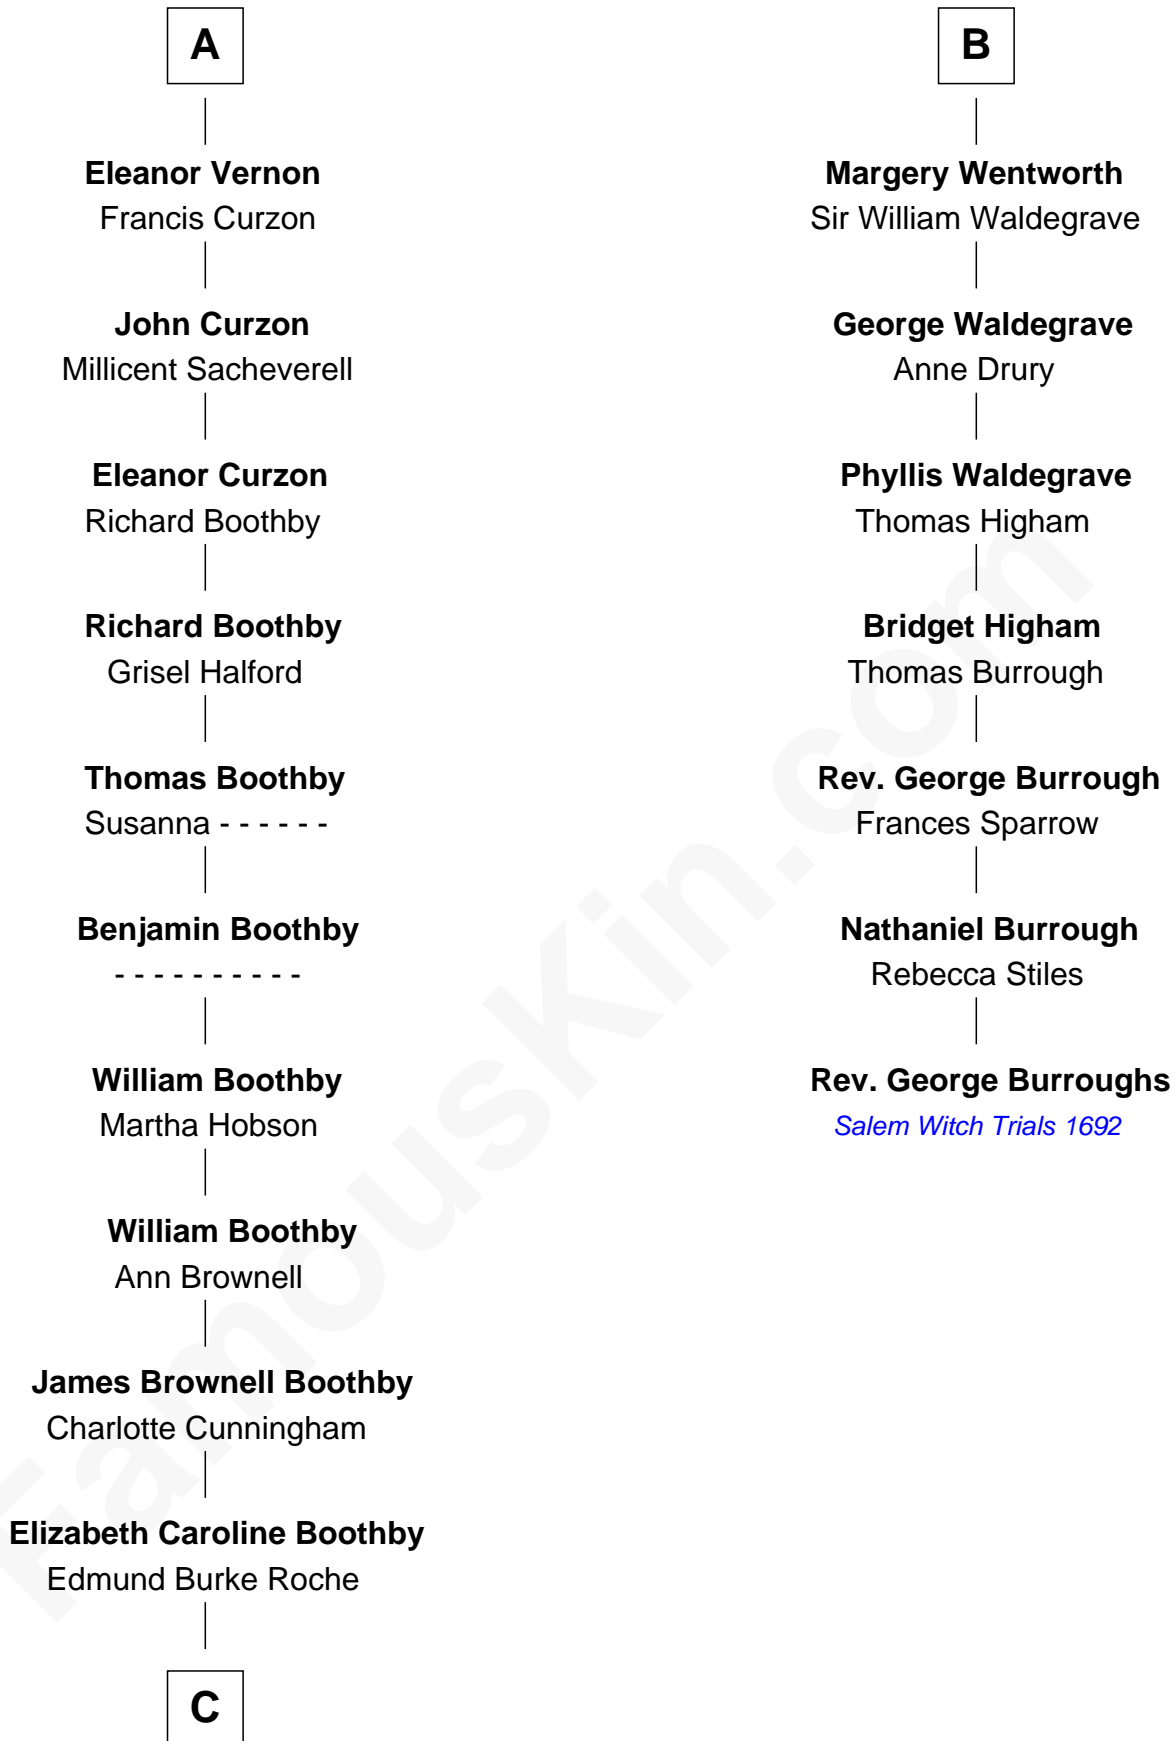 A
Eleanor Vernon
Francis Curzon
John Curzon
Millicent Sacheverell
Eleanor Curzon
Richard Boothby
Richard Boothby
Grisel Halford
Thomas Boothby
Susanna - - - - - -
Benjamin Boothby
- - - - - - - - - -
William Boothby
Martha Hobson
William Boothby
Ann Brownell
James Brownell Boothby
Charlotte Cunningham
Elizabeth Caroline Boothby
Edmund Burke Roche
C
B
Margery Wentworth
Sir William Waldegrave
George Waldegrave
Anne Drury
Phyllis Waldegrave
Thomas Higham
Bridget Higham
Thomas Burrough
Rev. George Burrough
Frances Sparrow
Nathaniel Burrough
Rebecca Stiles
Rev. George Burroughs
Salem Witch Trials 1692
FamousKin.com